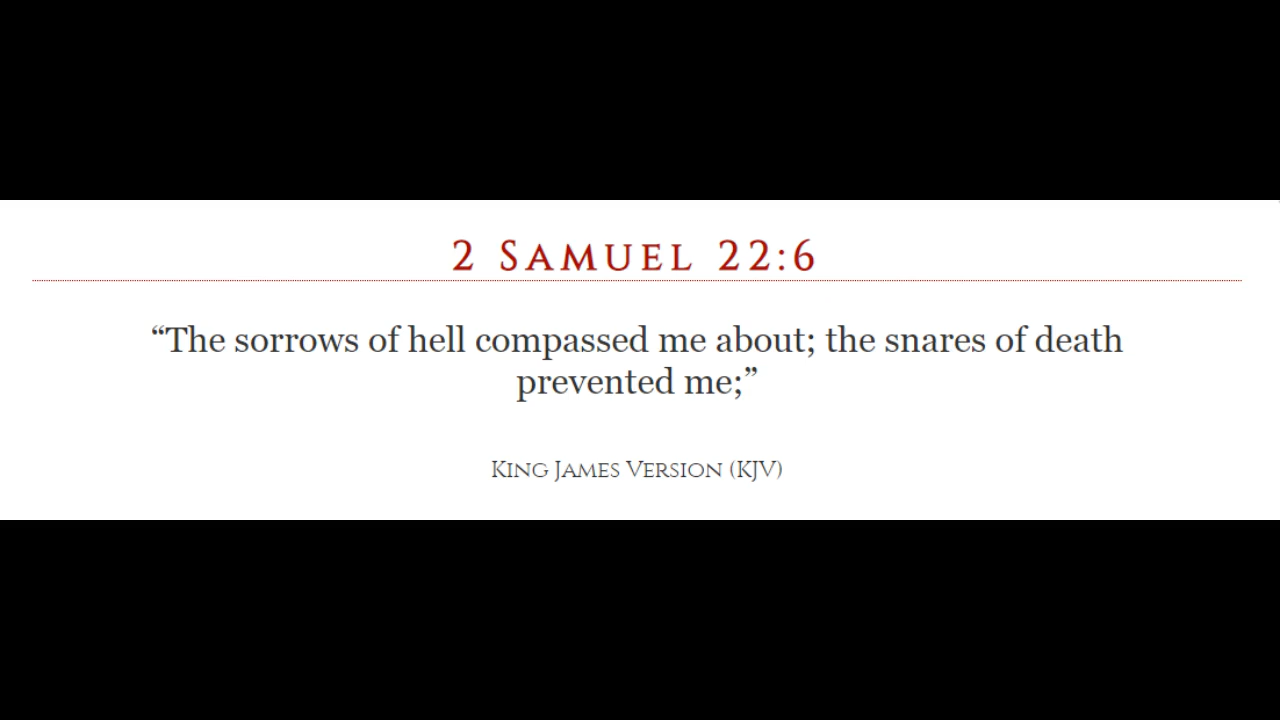 2 Samuel 22:6
“The sorrows of hell compassed me about; the snares of death
prevented me;”
King James Version (KJV)